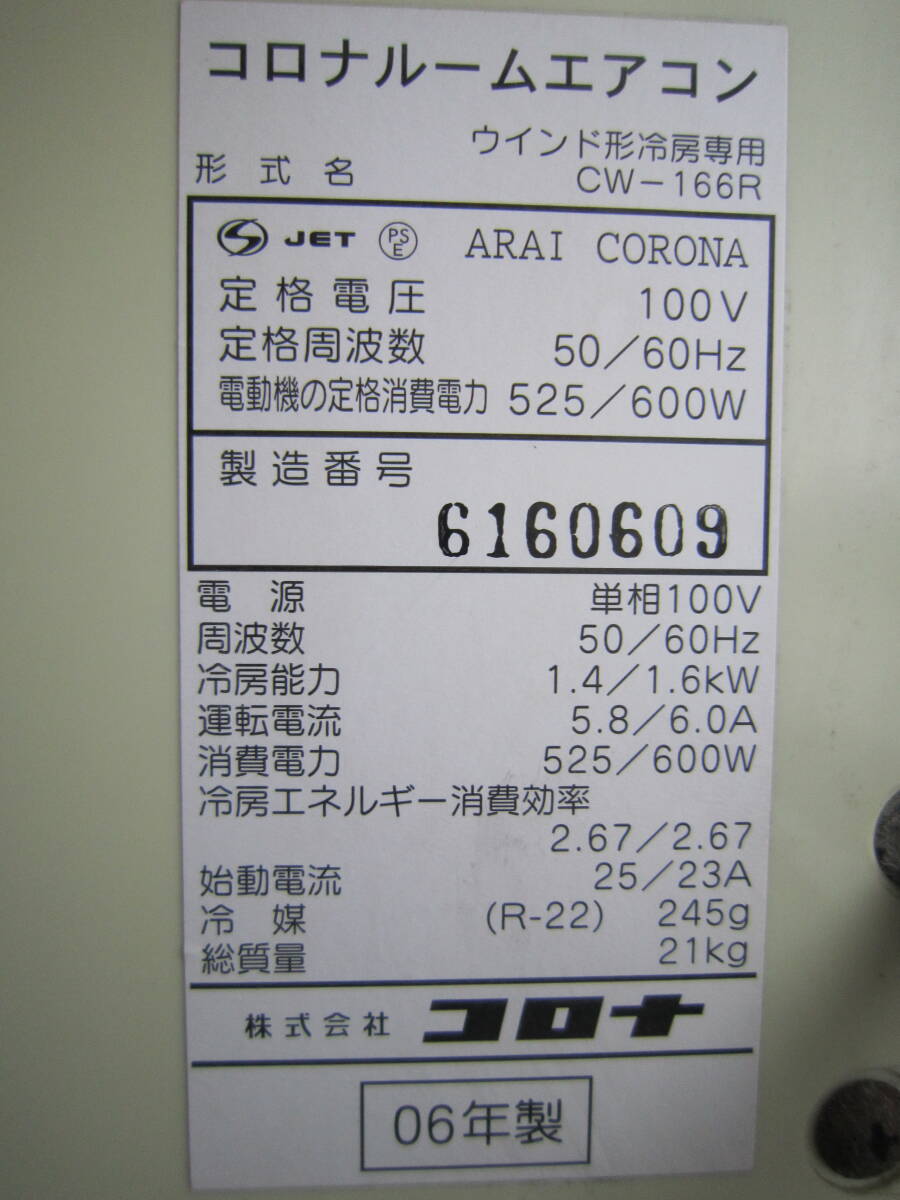 コロナルームエアコン
ウインド形冷房専用
形式名 CW-166R
S JET PSE ARAI CORONA
定格電圧 100V
定格周波数 50/60Hz
電動機の定格消費電力 525/600W
製造番号
6160609
電源 単相100V
周波数 50/60Hz
冷房能力 1.4/1.6kW
運転電流 5.8/6.0A
消費電力 525/600W
冷房エネルギー消費効率
2.67/2.67
始動電流 25/23A
冷媒 (R-22) 245g
総質量 21kg
株式会社 コロナ
06年製